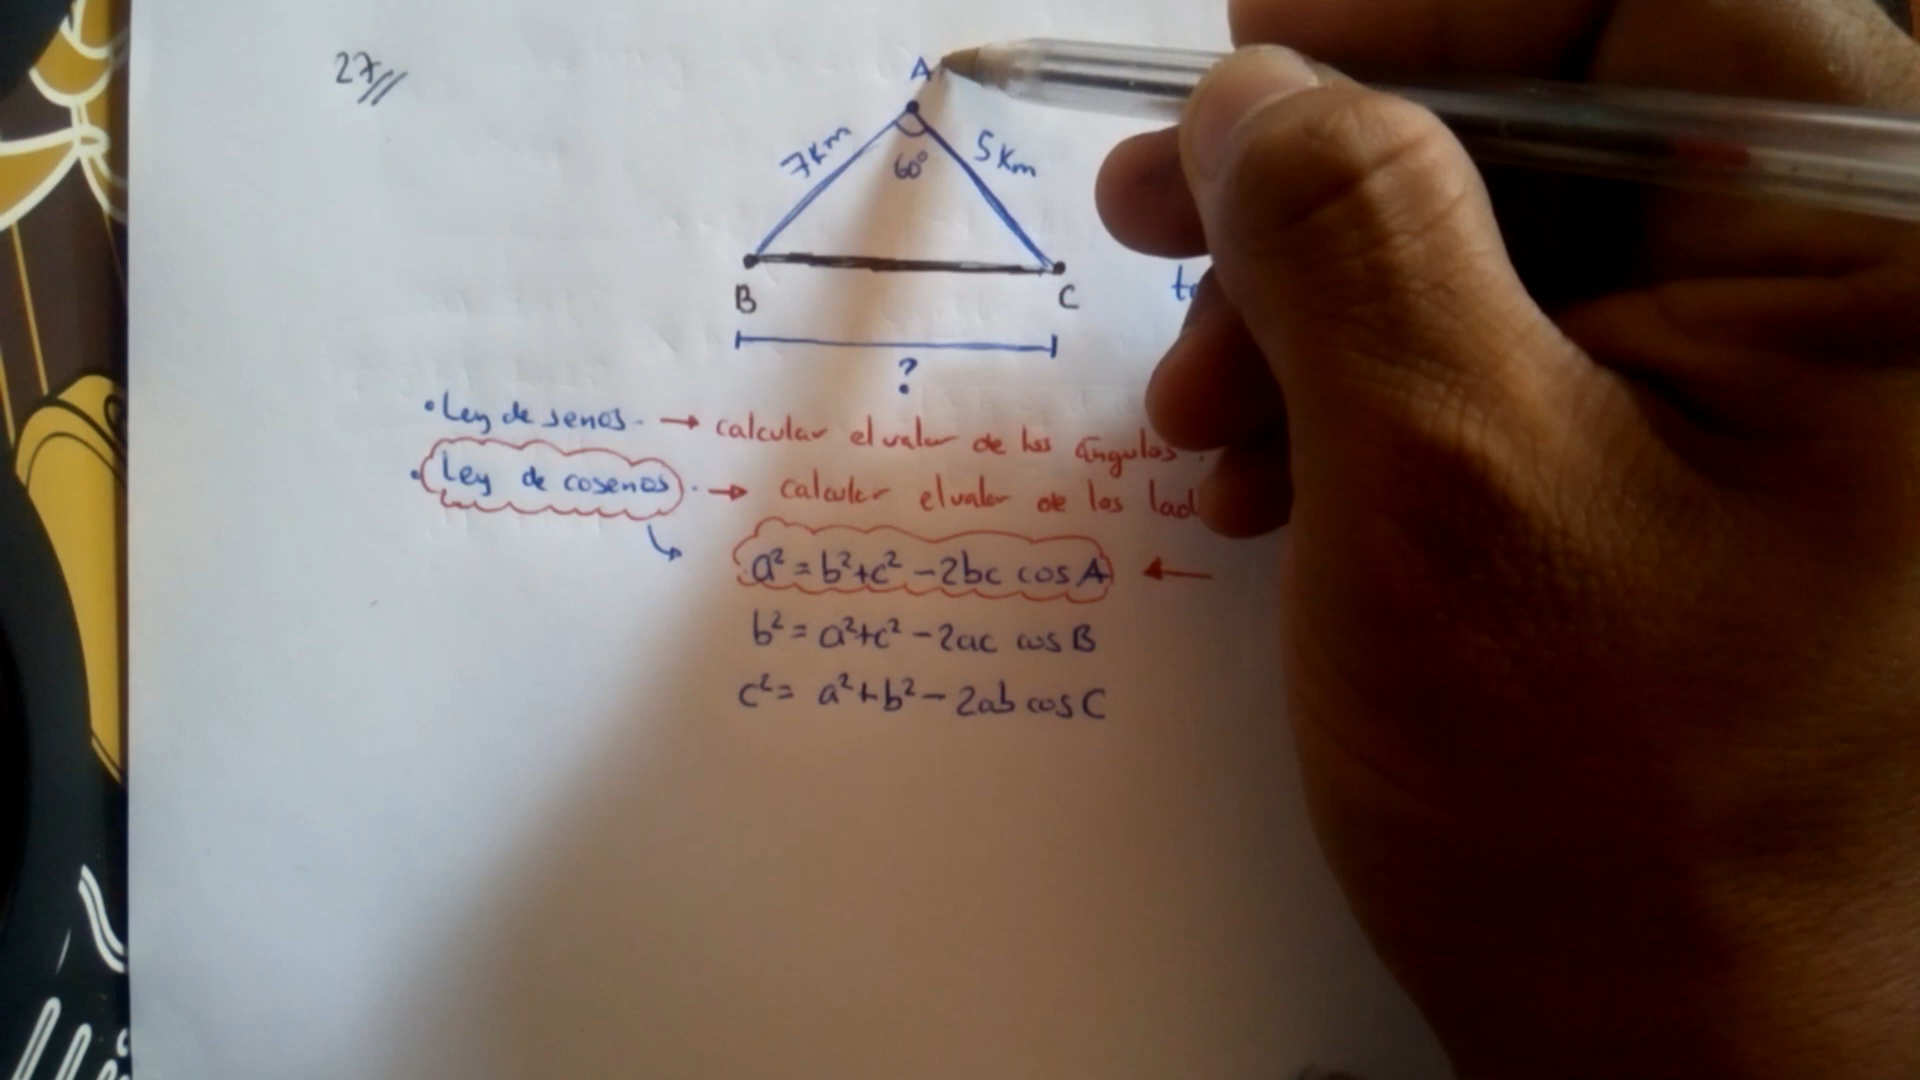 27
A
7km
5km
60°
B
C
?
• Ley de senos. → calcular el valor de los ángulos.
• Ley de cosenos. → calcular el valor de los lad
a² = b²+c² - 2bc cos A
b² = a²+c² - 2ac cos B
c² = a²+b² - 2ab cos C